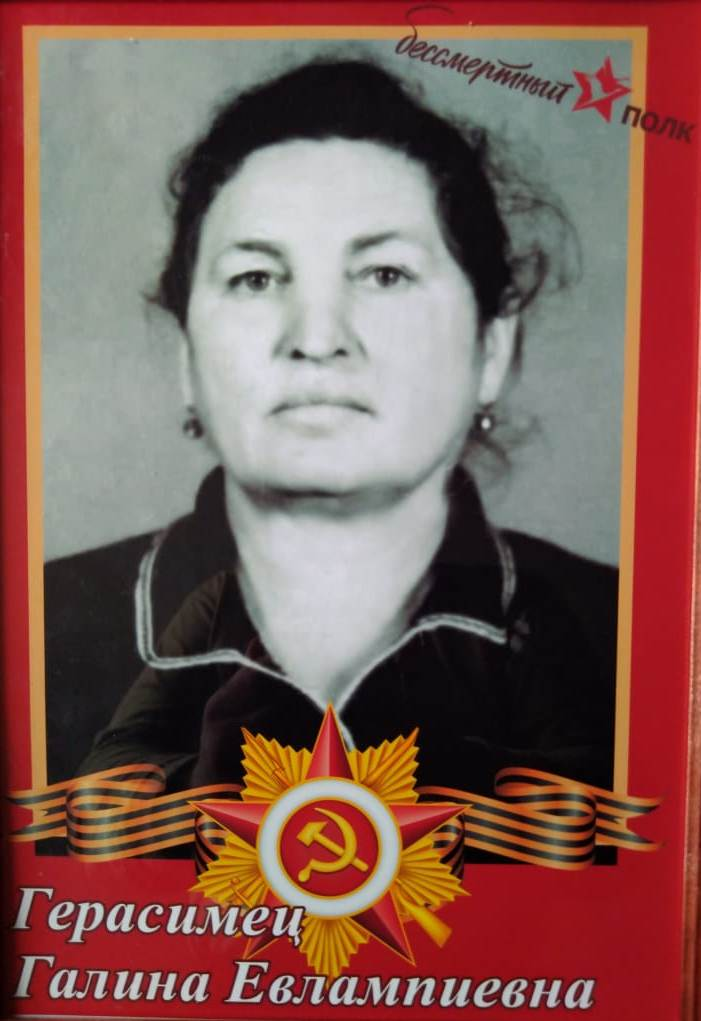 бессмертный
полк
Герасимец
Галина Евлампиевна